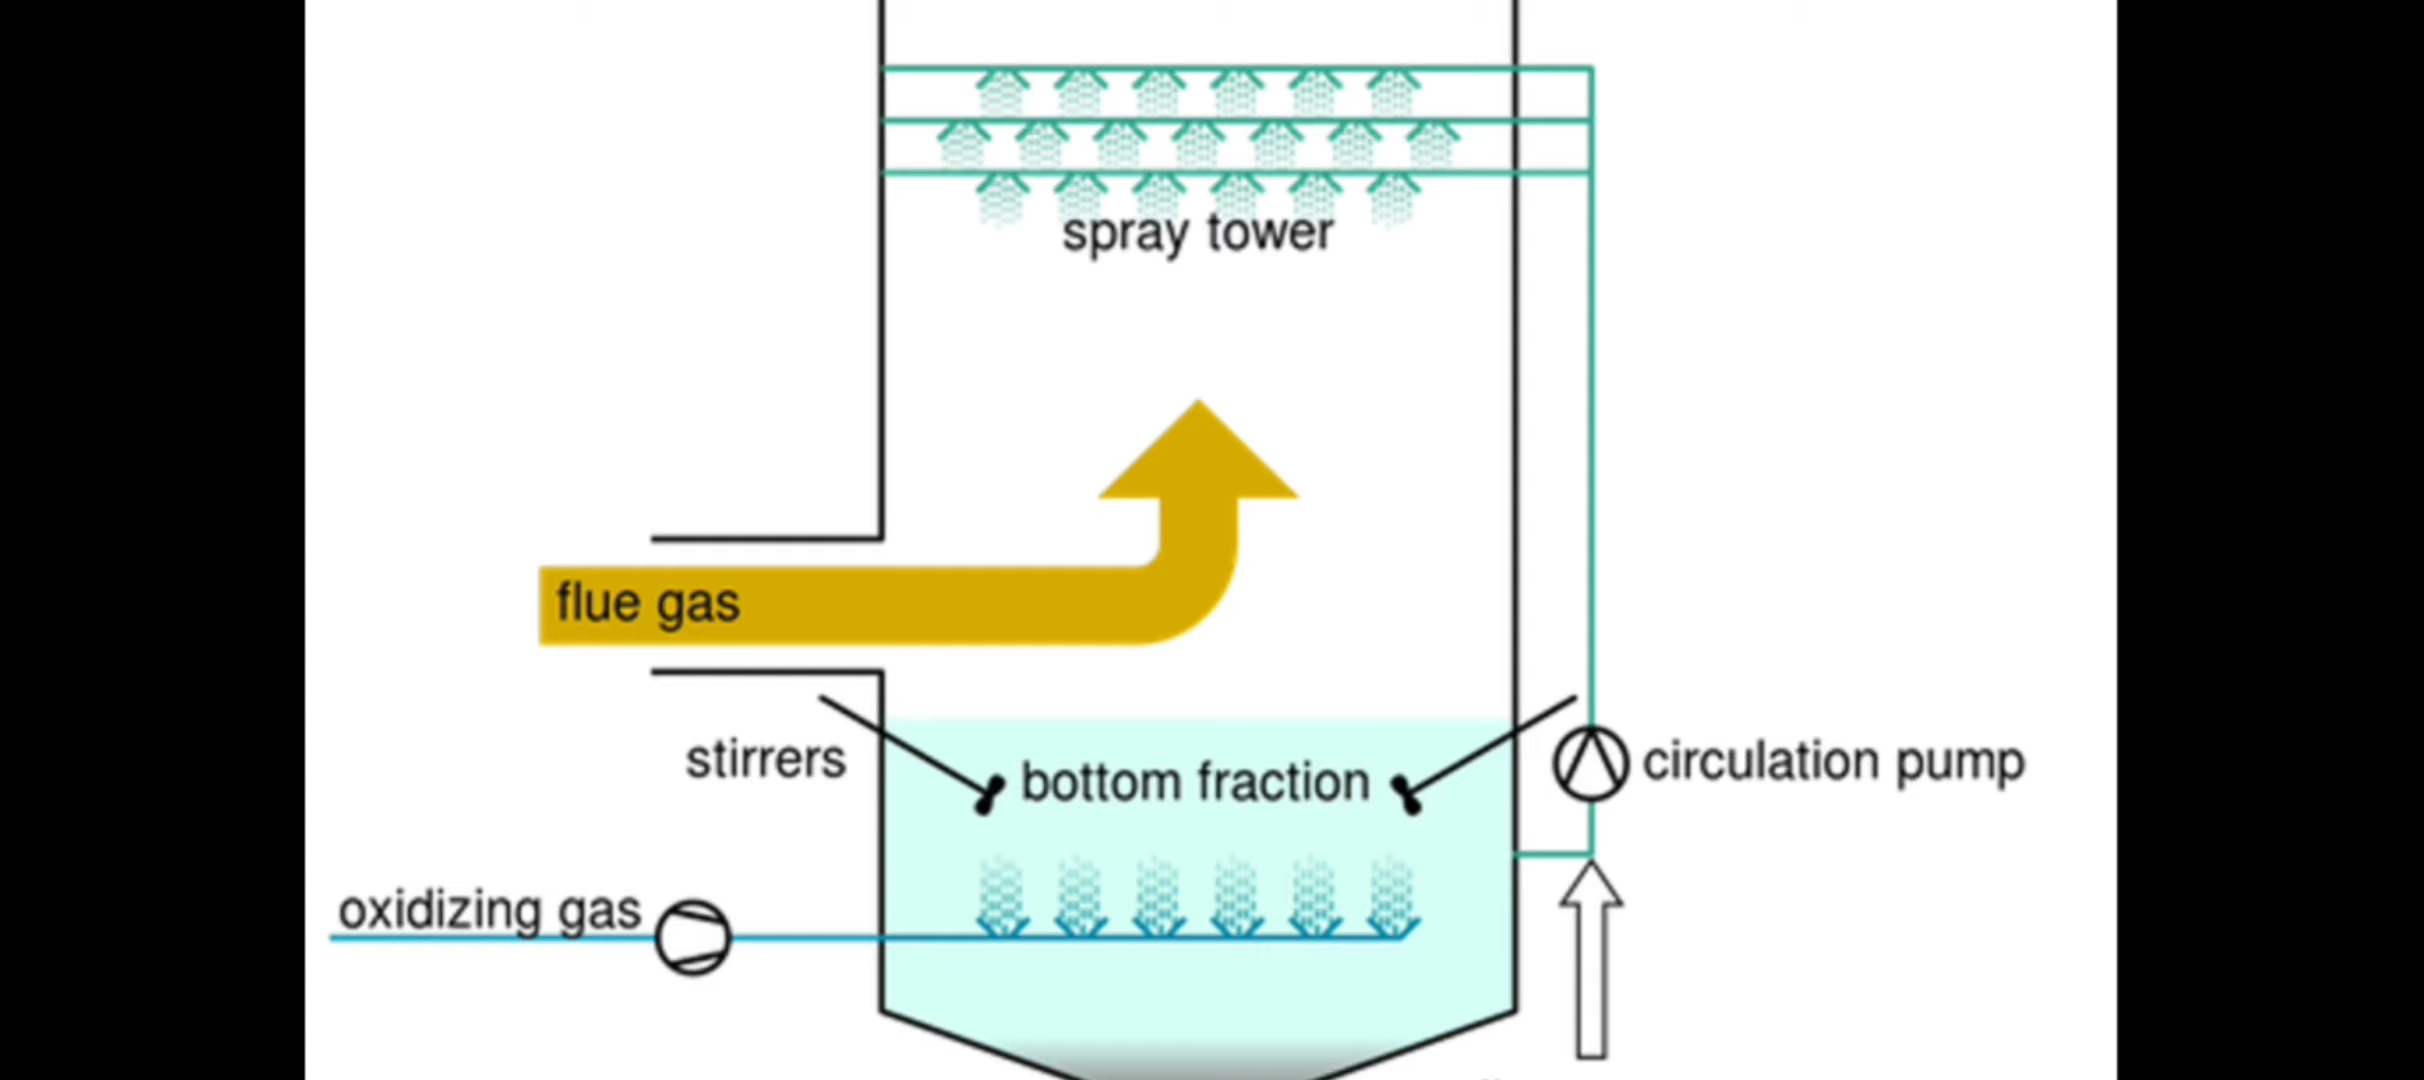 spray tower
flue gas
stirrers
bottom fraction
circulation pump
oxidizing gas